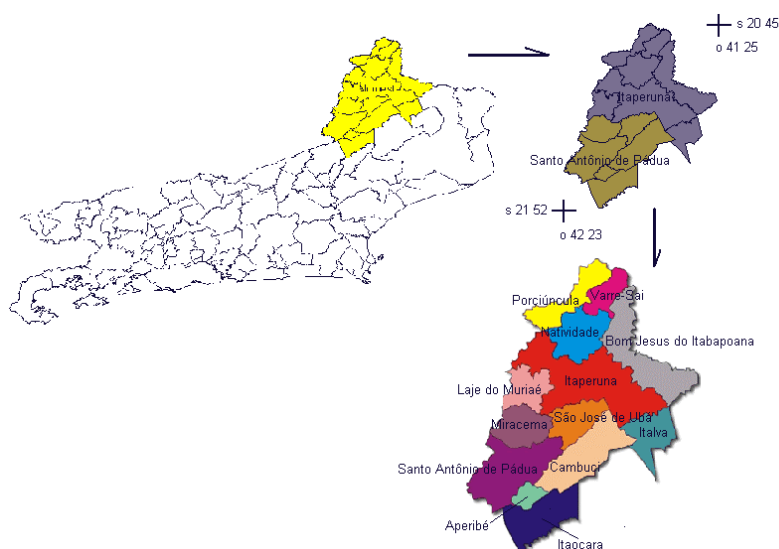 s 20 45
o 41 25
Itaperuna
Santo Antônio de Pádua
s 21 52
o 42 23
Porciúncula
Varre-Sai
Natividade
Bom Jesus do Itabapoana
Itaperuna
Laje do Muriaé
São José de Ubá
Miracema
Italva
Santo Antônio de Pádua
Cambuçi
Aperibé
Itaocara